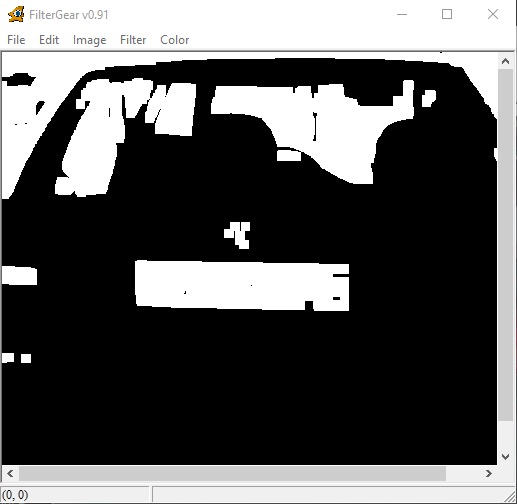 FilterGear v0.91
File Edit Image Filter Color
(0, 0)